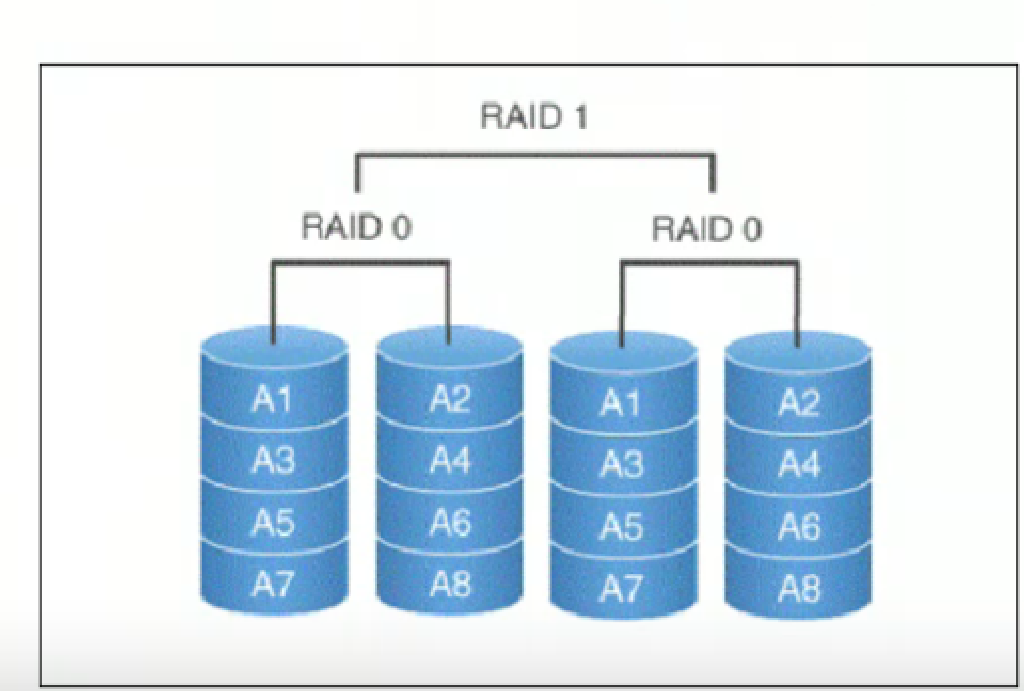 RAID 1
RAID 0 RAID 0
A1 A2 A1 A2
A3 A4 A3 A4
A5 A6 A5 A6
A7 A8 A7 A8